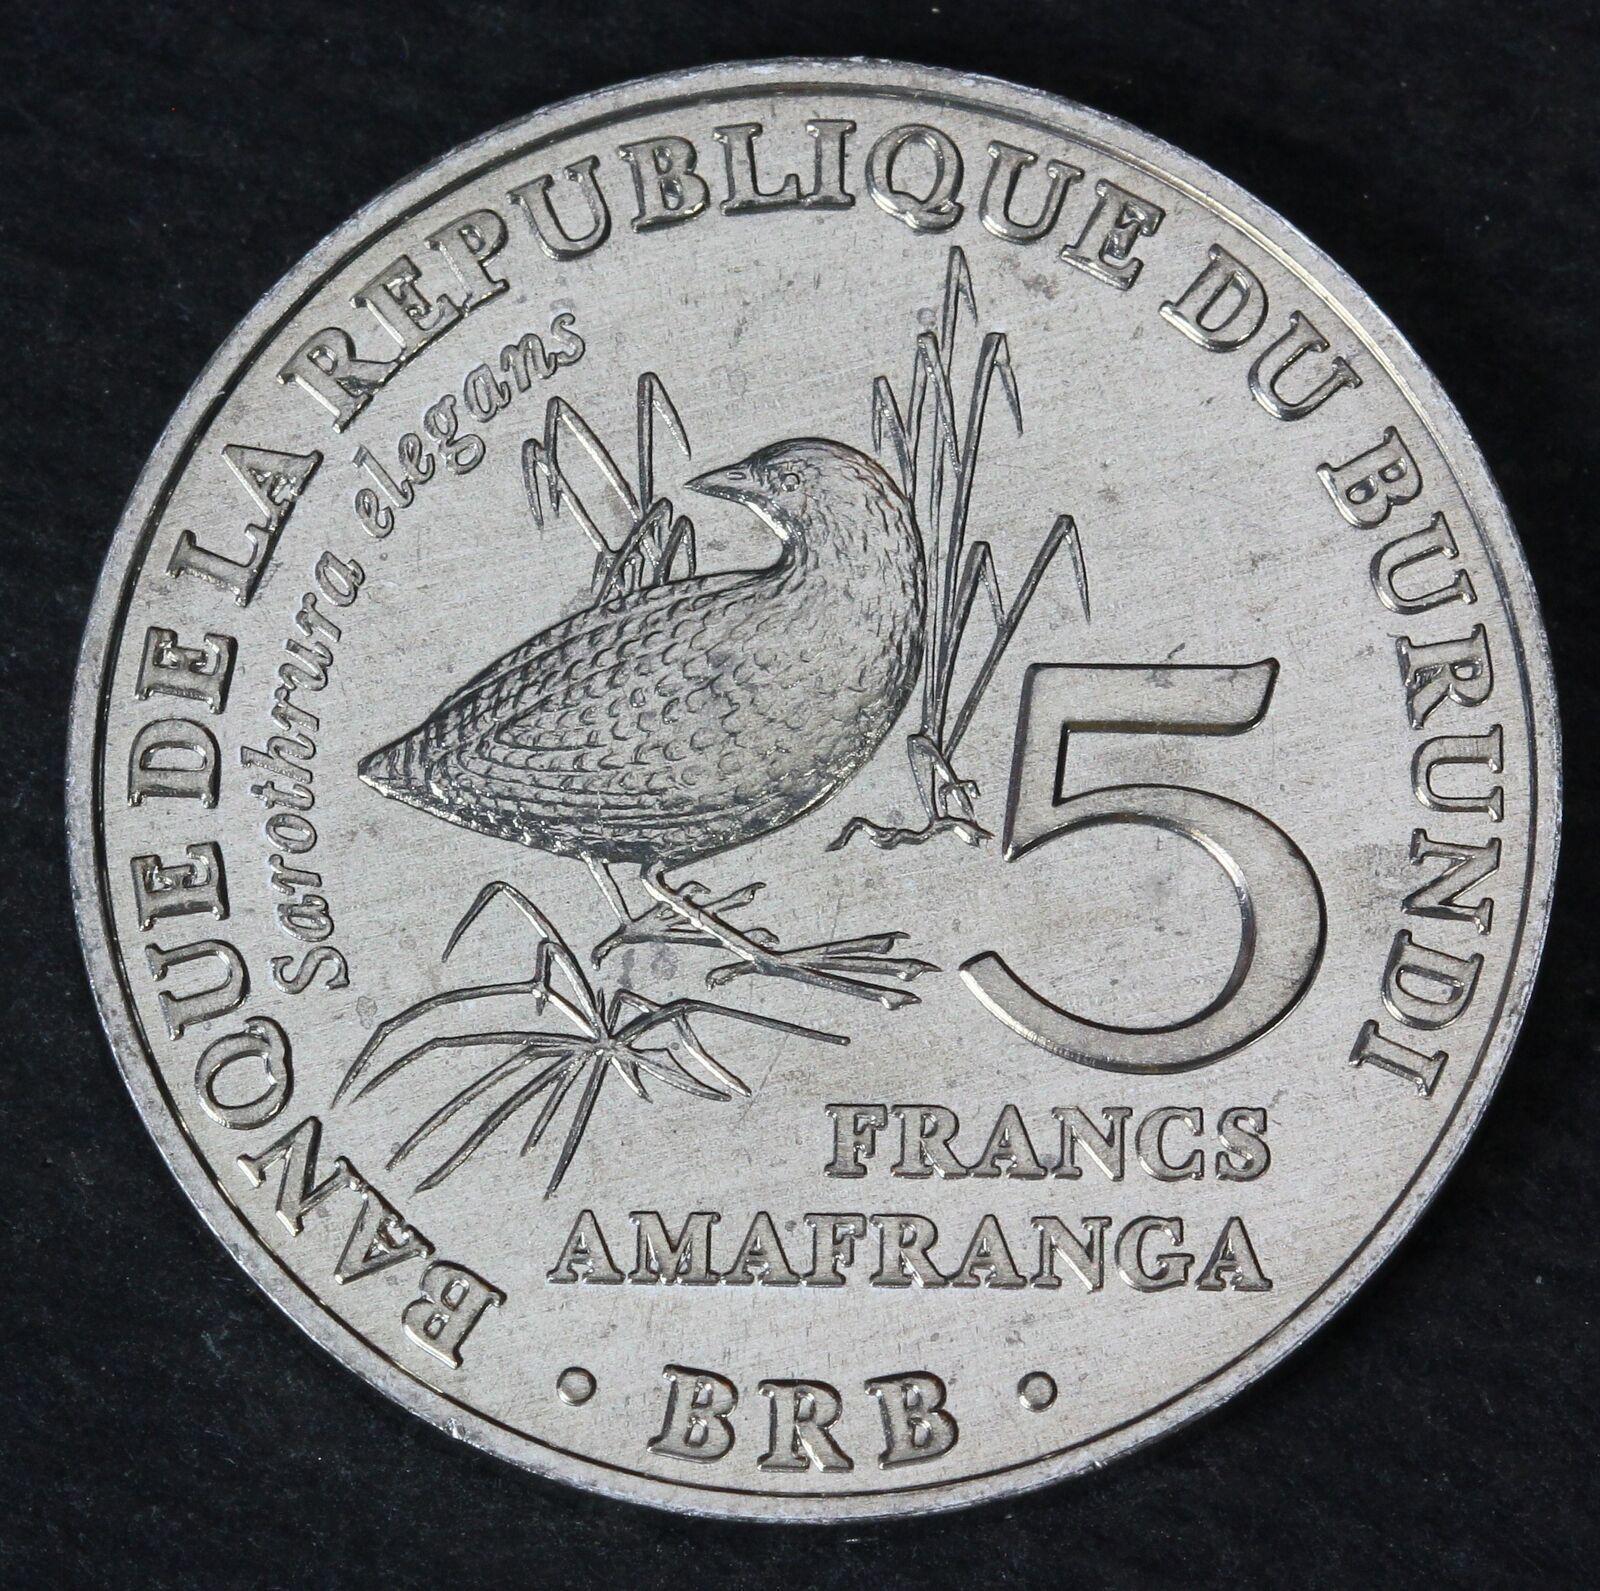 BANQUE DE LA REPUBLIQUE DU BURUNDI
Sarothrura elegans
5
FRANCS
AMAFRANGA
· BRB ·